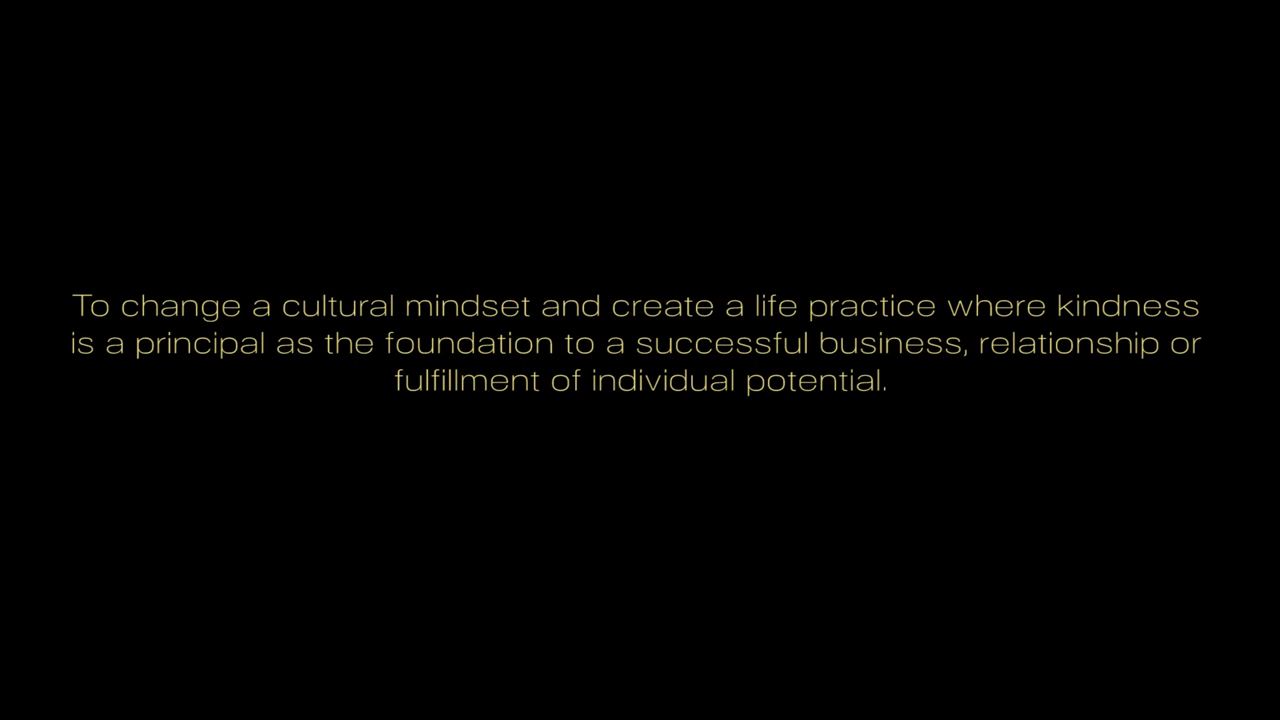 To change a cultural mindset and create a life practice where kindness
is a principal as the foundation to a successful business, relationship or
fulfillment of individual potential.